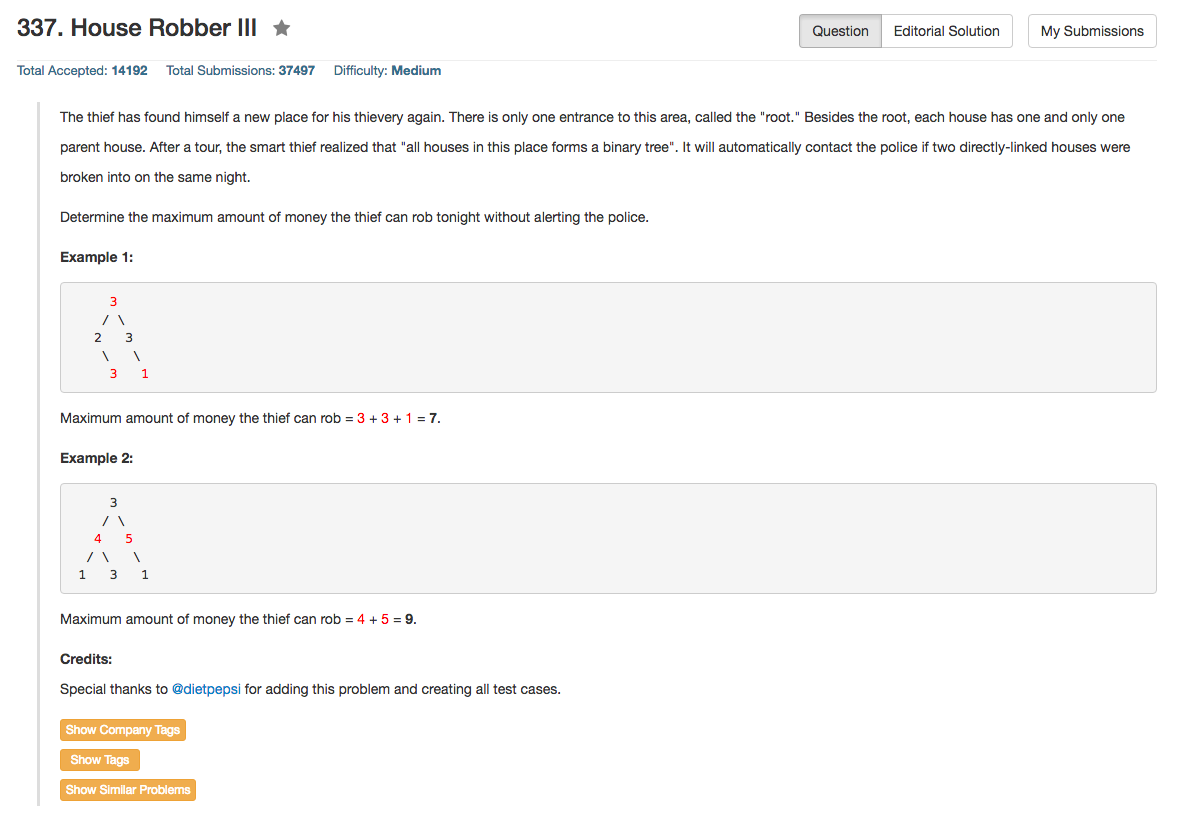 337. House Robber III ★
Question Editorial Solution My Submissions
Total Accepted: 14192 Total Submissions: 37497 Difficulty: Medium
The thief has found himself a new place for his thievery again. There is only one entrance to this area, called the "root." Besides the root, each house has one and only one
parent house. After a tour, the smart thief realized that "all houses in this place forms a binary tree". It will automatically contact the police if two directly-linked houses were
broken into on the same night.
Determine the maximum amount of money the thief can rob tonight without alerting the police.
Example 1:
3
/ \
2 3
\ \
3 1
Maximum amount of money the thief can rob = 3 + 3 + 1 = 7.
Example 2:
3
/ \
4 5
/ \ \
1 3 1
Maximum amount of money the thief can rob = 4 + 5 = 9.
Credits:
Special thanks to @dietpepsi for adding this problem and creating all test cases.
Show Company Tags
Show Tags
Show Similar Problems